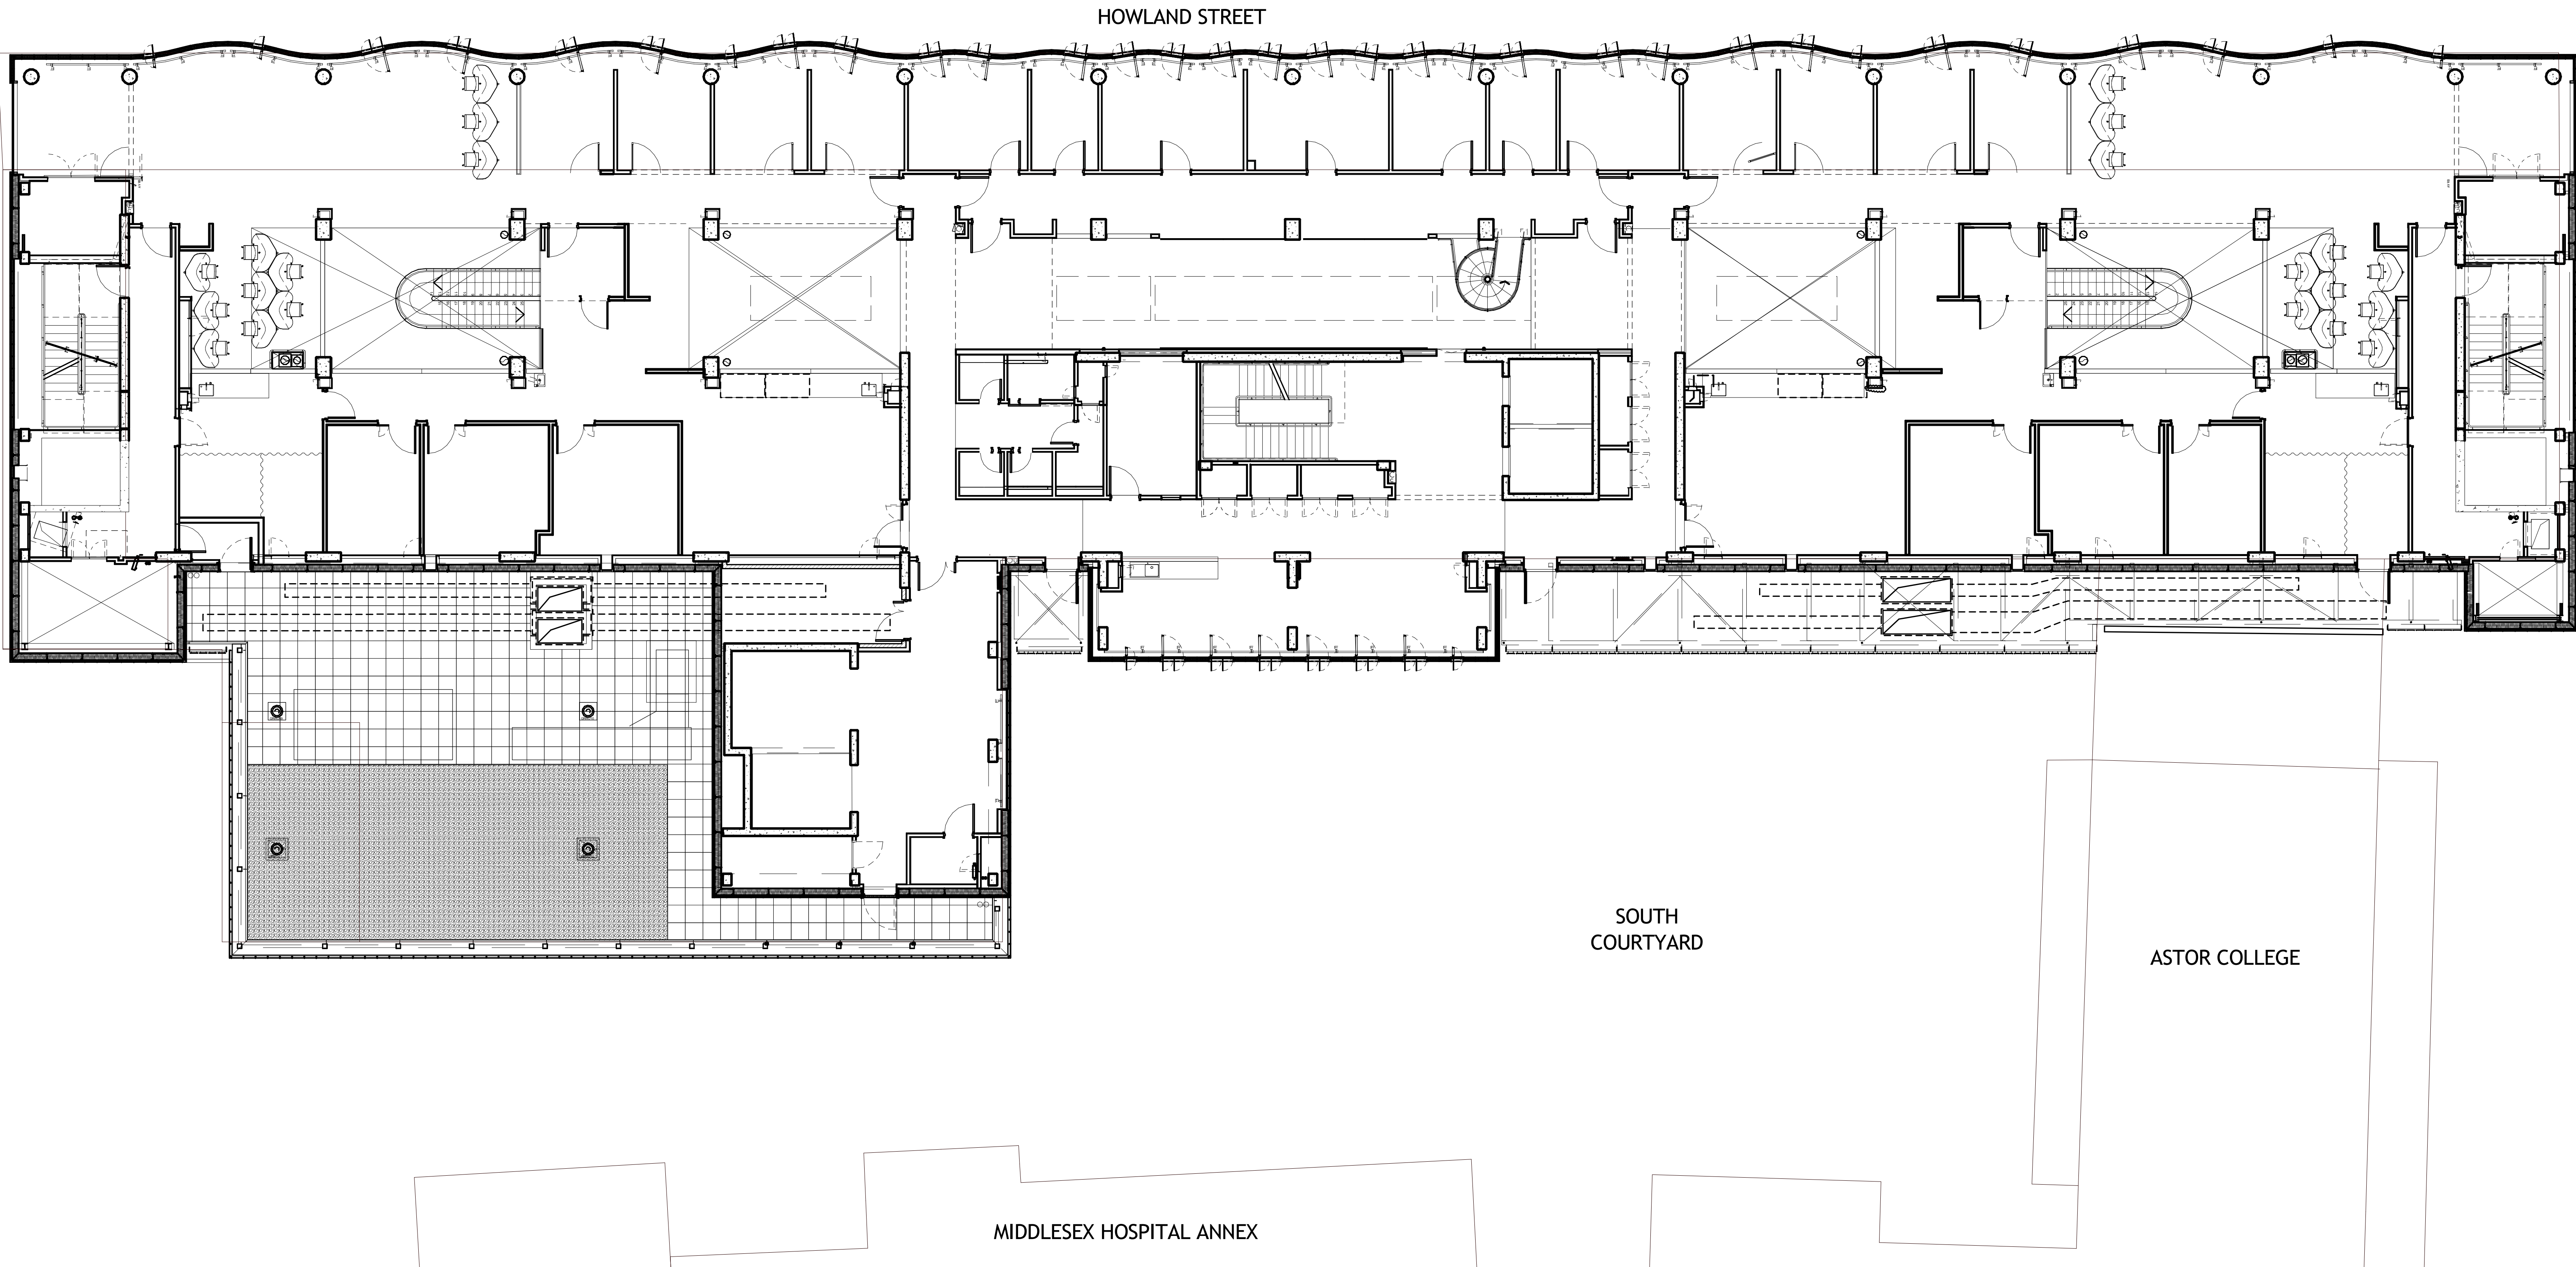 HOWLAND STREET
SOUTH
COURTYARD
ASTOR COLLEGE
MIDDLESEX HOSPITAL ANNEX